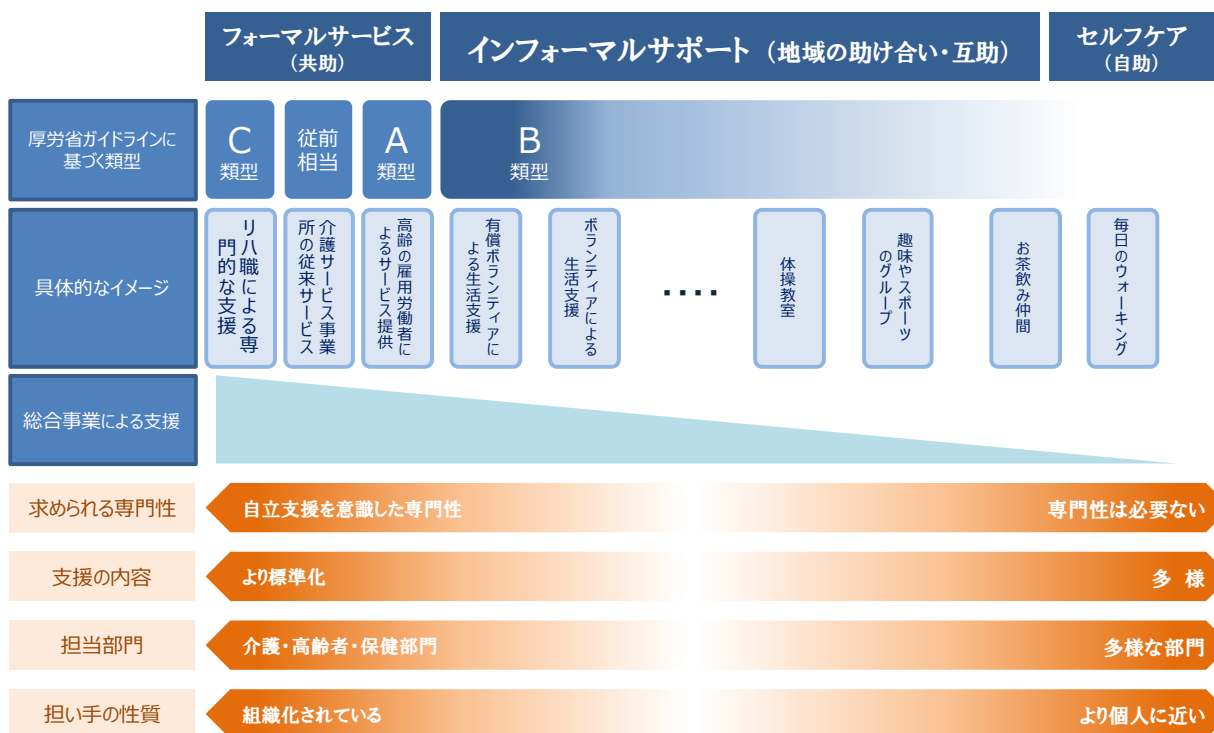 フォーマルサービス
（共助）
インフォーマルサポート（地域の助け合い・互助）
セルフケア
（自助）
厚労省ガイドラインに
基づく類型
C
類型
従前
相当
A
類型
B
類型
具体的なイメージ
リハ職による専
門的な支援
介護サービス事業
所の従来サービス
高齢の雇用労働者に
よるサービス提供
有償ボランティアに
よる生活支援
ボランティアによる
生活支援
････
体操教室
趣味やスポーツ
のグループ
お茶飲み仲間
毎日のウォーキング
総合事業による支援
求められる専門性
自立支援を意識した専門性
専門性は必要ない
支援の内容
より標準化
多 様
担当部門
介護・高齢者・保健部門
多様な部門
担い手の性質
組織化されている
より個人に近い